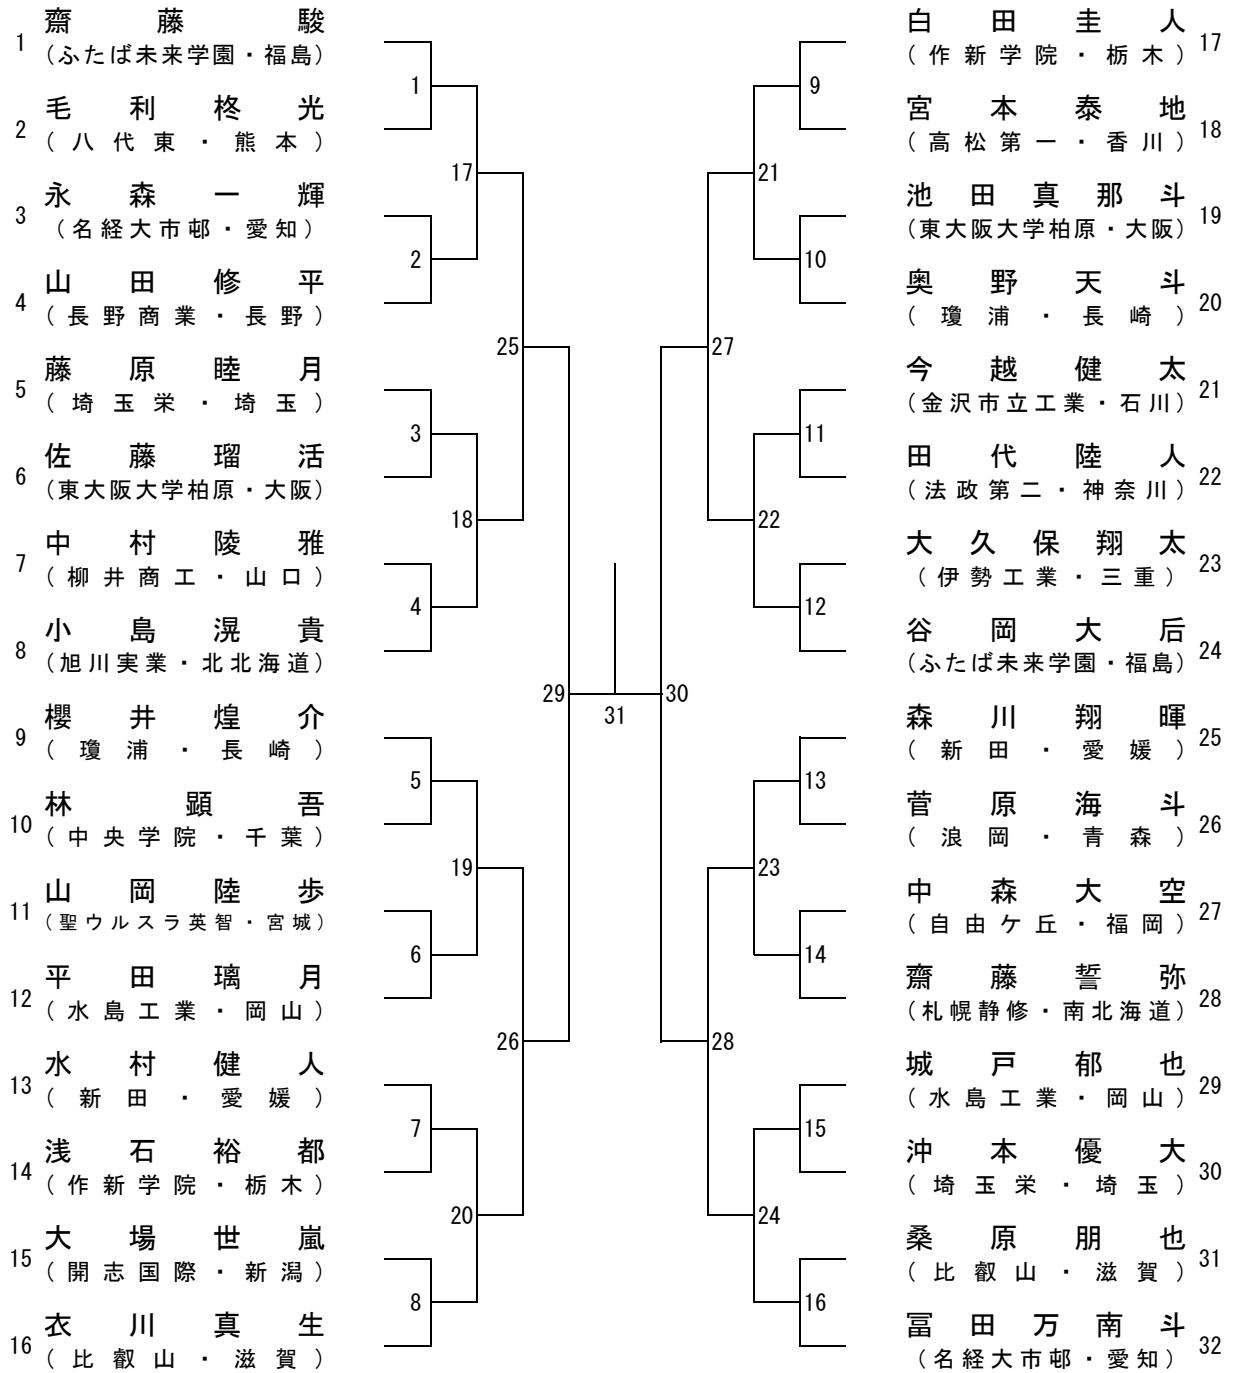 齋藤駿
1
(ふたば未来学園・福島)
毛利柊光
2
(八代東・熊本)
永森一輝
3
(名経大市邨・愛知)
山田修平
4
(長野商業・長野)
藤原睦月
5
(埼玉栄・埼玉)
佐藤瑠活
6
(東大阪大学柏原・大阪)
中村陵雅
7
(柳井商工・山口)
小島滉貴
8
(旭川実業・北北海道)
櫻井煌介
9
(瓊浦・長崎)
林顕吾
10
(中央学院・千葉)
山岡陸歩
11
(聖ウルスラ英智・宮城)
平田璃月
12
(水島工業・岡山)
水村健人
13
(新田・愛媛)
浅石裕都
14
(作新学院・栃木)
大場世嵐
15
(開志国際・新潟)
衣川真生
16
(比叡山・滋賀)
1
17
2
25
3
18
4
29
5
19
6
26
7
20
8
31
30
9
21
10
27
11
22
12
13
23
14
28
15
24
16
白田圭人
17
(作新学院・栃木)
宮本泰地
18
(高松第一・香川)
池田真那斗
19
(東大阪大学柏原・大阪)
奥野天斗
20
(瓊浦・長崎)
今越健太
21
(金沢市立工業・石川)
田代陸人
22
(法政第二・神奈川)
大久保翔太
23
(伊勢工業・三重)
谷岡大后
24
(ふたば未来学園・福島)
森川翔暉
25
(新田・愛媛)
菅原海斗
26
(浪岡・青森)
中森大空
27
(自由ケ丘・福岡)
齋藤誓弥
28
(札幌静修・南北海道)
城戸郁也
29
(水島工業・岡山)
沖本優大
30
(埼玉栄・埼玉)
桑原朋也
31
(比叡山・滋賀)
冨田万南斗
32
(名経大市邨・愛知)